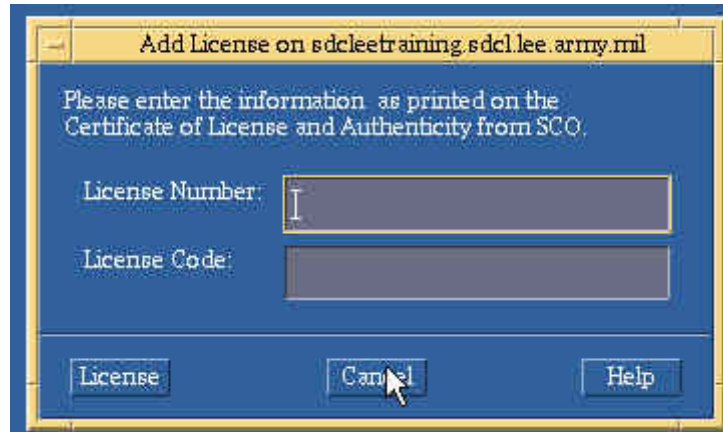 Add License on sdcleetraining.sdcl.lee.army.mil
Please enter the information as printed on the
Certificate of License and Authenticity from SCO.
License Number:
License Code:
License Cancel Help